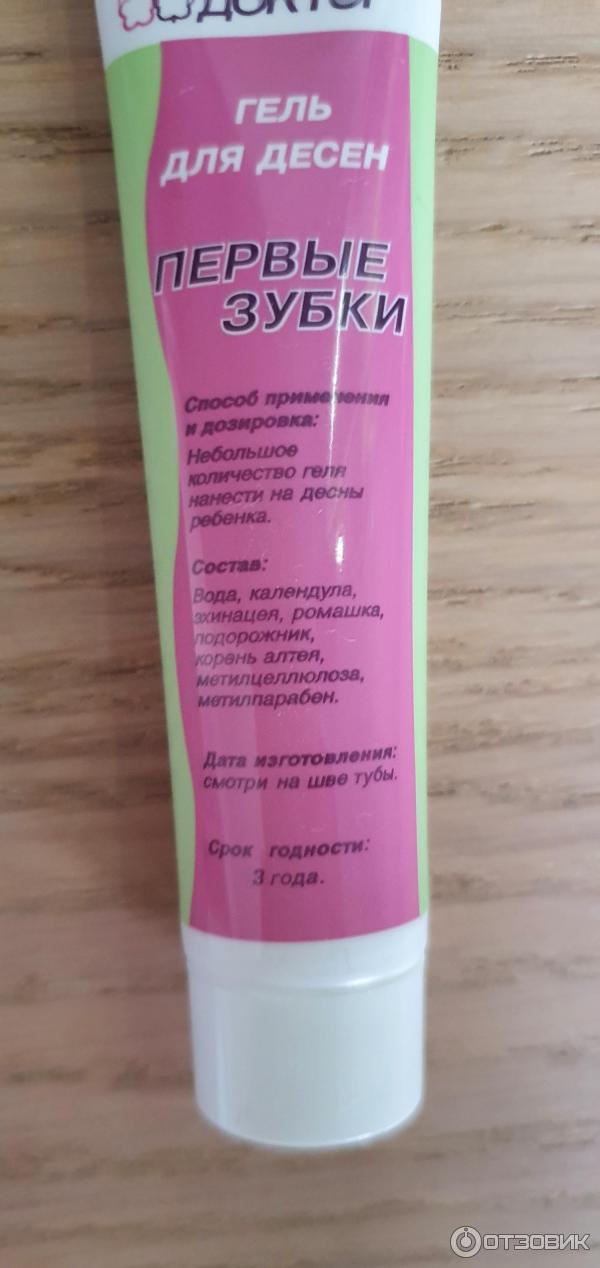 ДОКТОР
ГЕЛЬ
ДЛЯ ДЕСЕН
ПЕРВЫЕ
ЗУБКИ
Способ применения
и дозировка:
Небольшое
количество геля
нанести на десны
ребенка.
Состав:
Вода, календула,
эхинацея, ромашка,
подорожник,
корень алтея,
метилцеллюлоза,
метилпарабен.
Дата изготовления:
смотри на шве тубы.
Срок годности:
3 года.
ОТЗОВИК